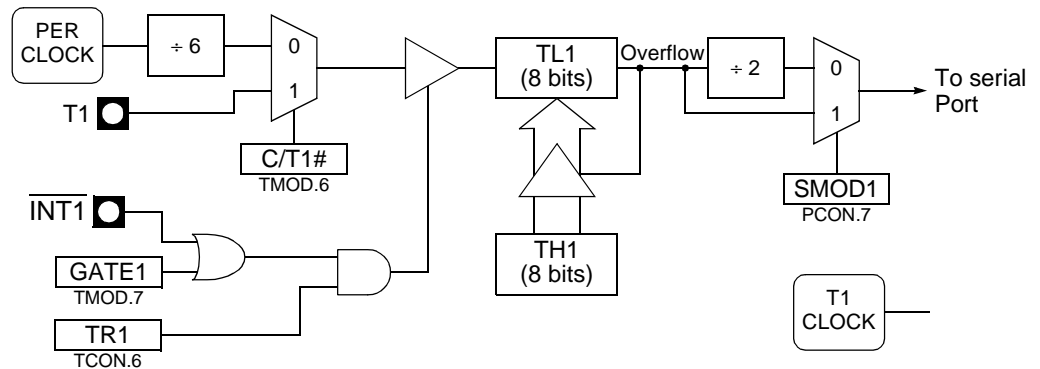 PER
CLOCK
÷ 6
0
1
T1
C/T1#
TMOD.6
INT1
GATE1
TMOD.7
TR1
TCON.6
TL1
(8 bits)
Overflow
÷ 2
0
1
To serial
Port
SMOD1
PCON.7
TH1
(8 bits)
T1
CLOCK